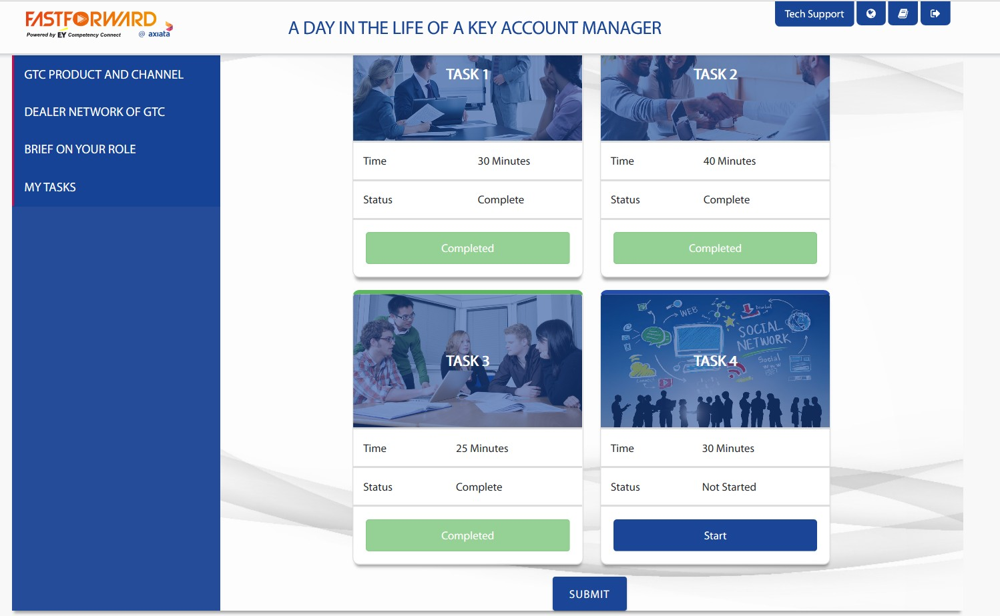 FASTFORWARD
Powered by EY Competency Connect
@ axiata
A DAY IN THE LIFE OF A KEY ACCOUNT MANAGER
Tech Support
GTC PRODUCT AND CHANNEL
DEALER NETWORK OF GTC
BRIEF ON YOUR ROLE
MY TASKS
TASK 1
Time 30 Minutes
Status Complete
Completed
TASK 2
Time 40 Minutes
Status Complete
Completed
TASK 3
Time 25 Minutes
Status Complete
Completed
WEB
SOCIAL
NETWORK
Social
www
TASK 4
Time 30 Minutes
Status Not Started
Start
SUBMIT